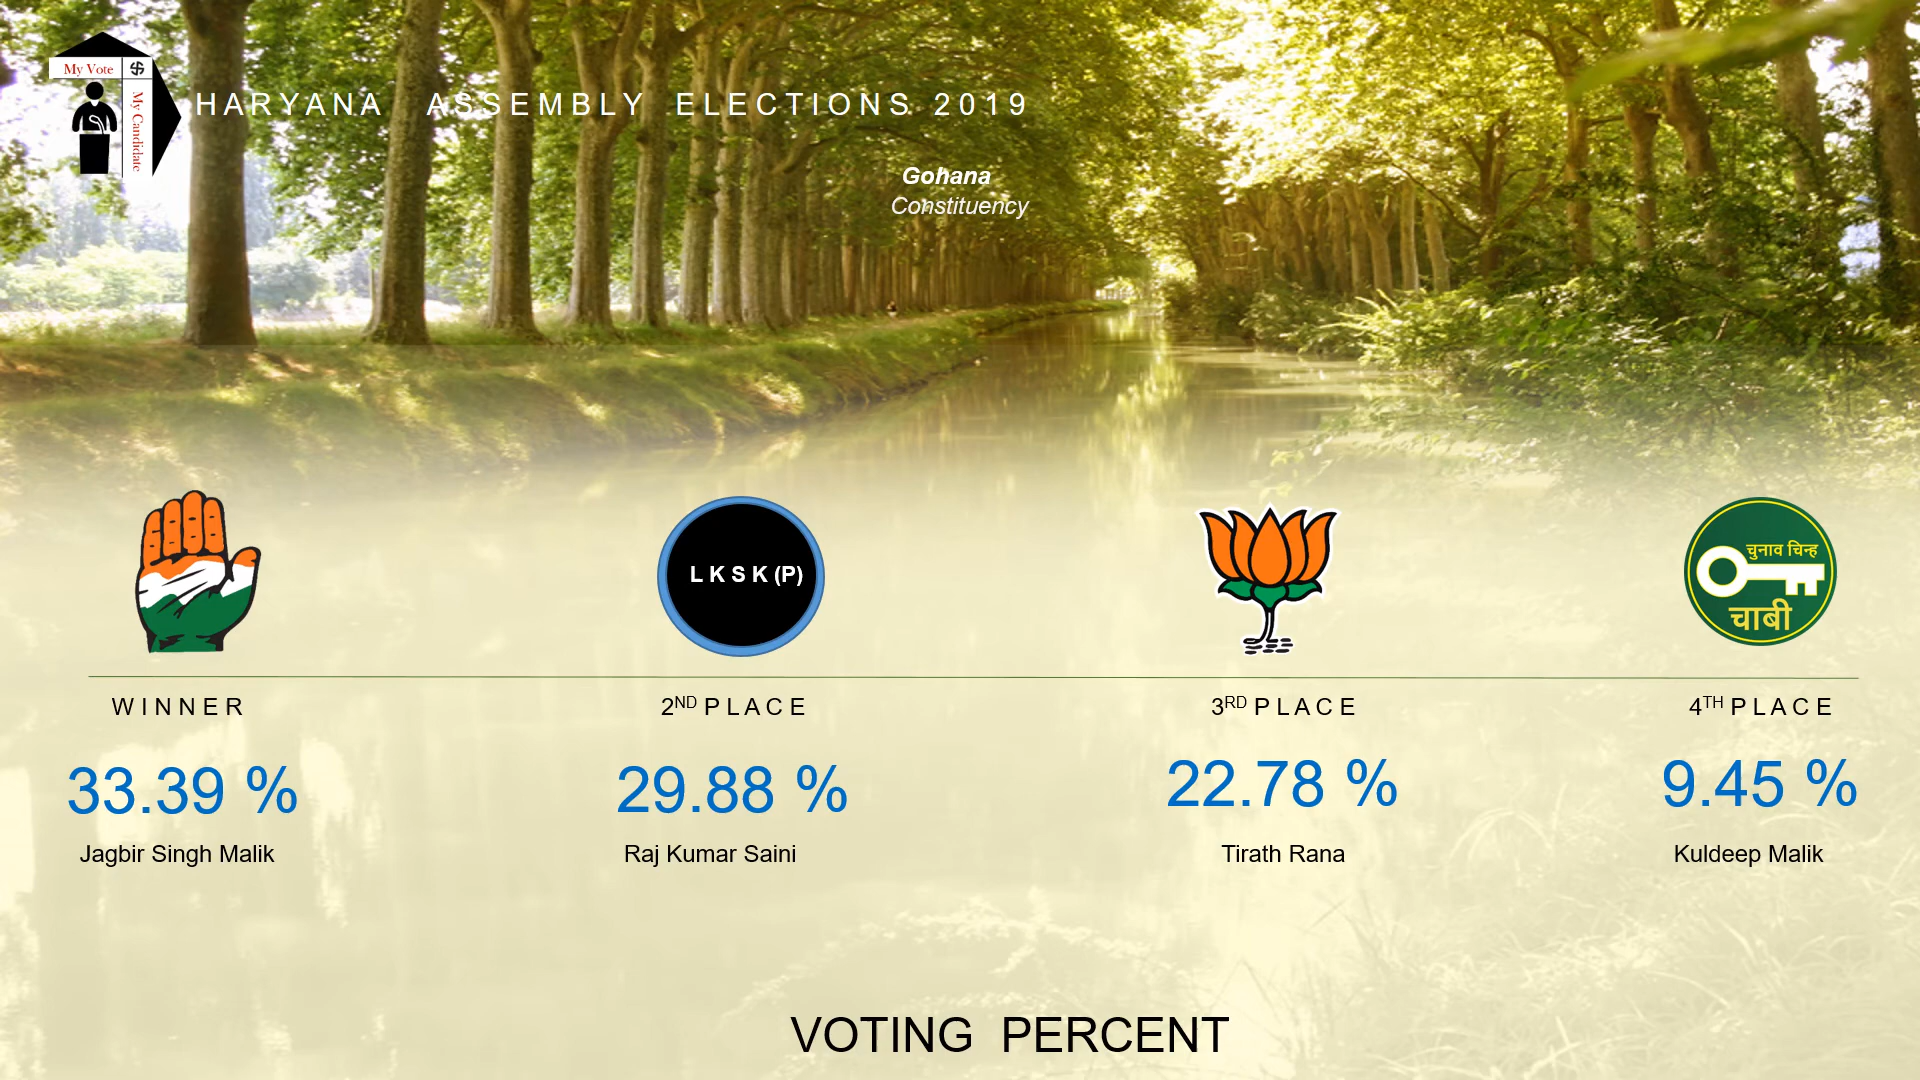 My Vote
My Candidate
HARYANA ASSEMBLY ELECTIONS 2019
Gohana
Constituency
L K S K (P)
चुनाव चिन्ह
चाबी
WINNER
2ND PLACE
3RD PLACE
4TH PLACE
33.39 %
29.88 %
22.78 %
9.45 %
Jagbir Singh Malik
Raj Kumar Saini
Tirath Rana
Kuldeep Malik
VOTING PERCENT